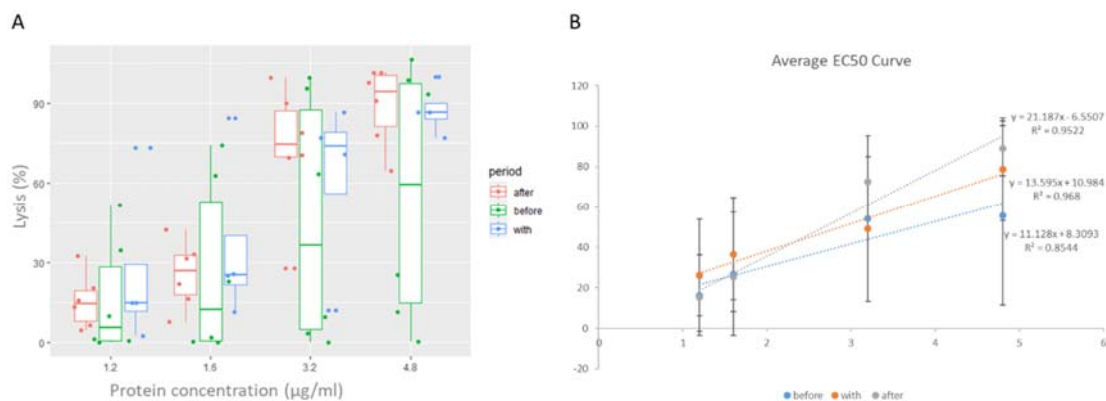 A
B
Average EC50 Curve
Lysis (%)
90
60
30
0
period
after
before
with
1.2
1.6
3.2
4.8
Protein concentration (µg/ml)
120
100
80
60
40
20
0
-20
0
1
2
3
4
5
6
y = 21.187x - 6.5507
R² = 0.9522
y = 13.595x + 10.984
R² = 0.968
y = 11.128x + 8.3093
R² = 0.8544
before
with
after